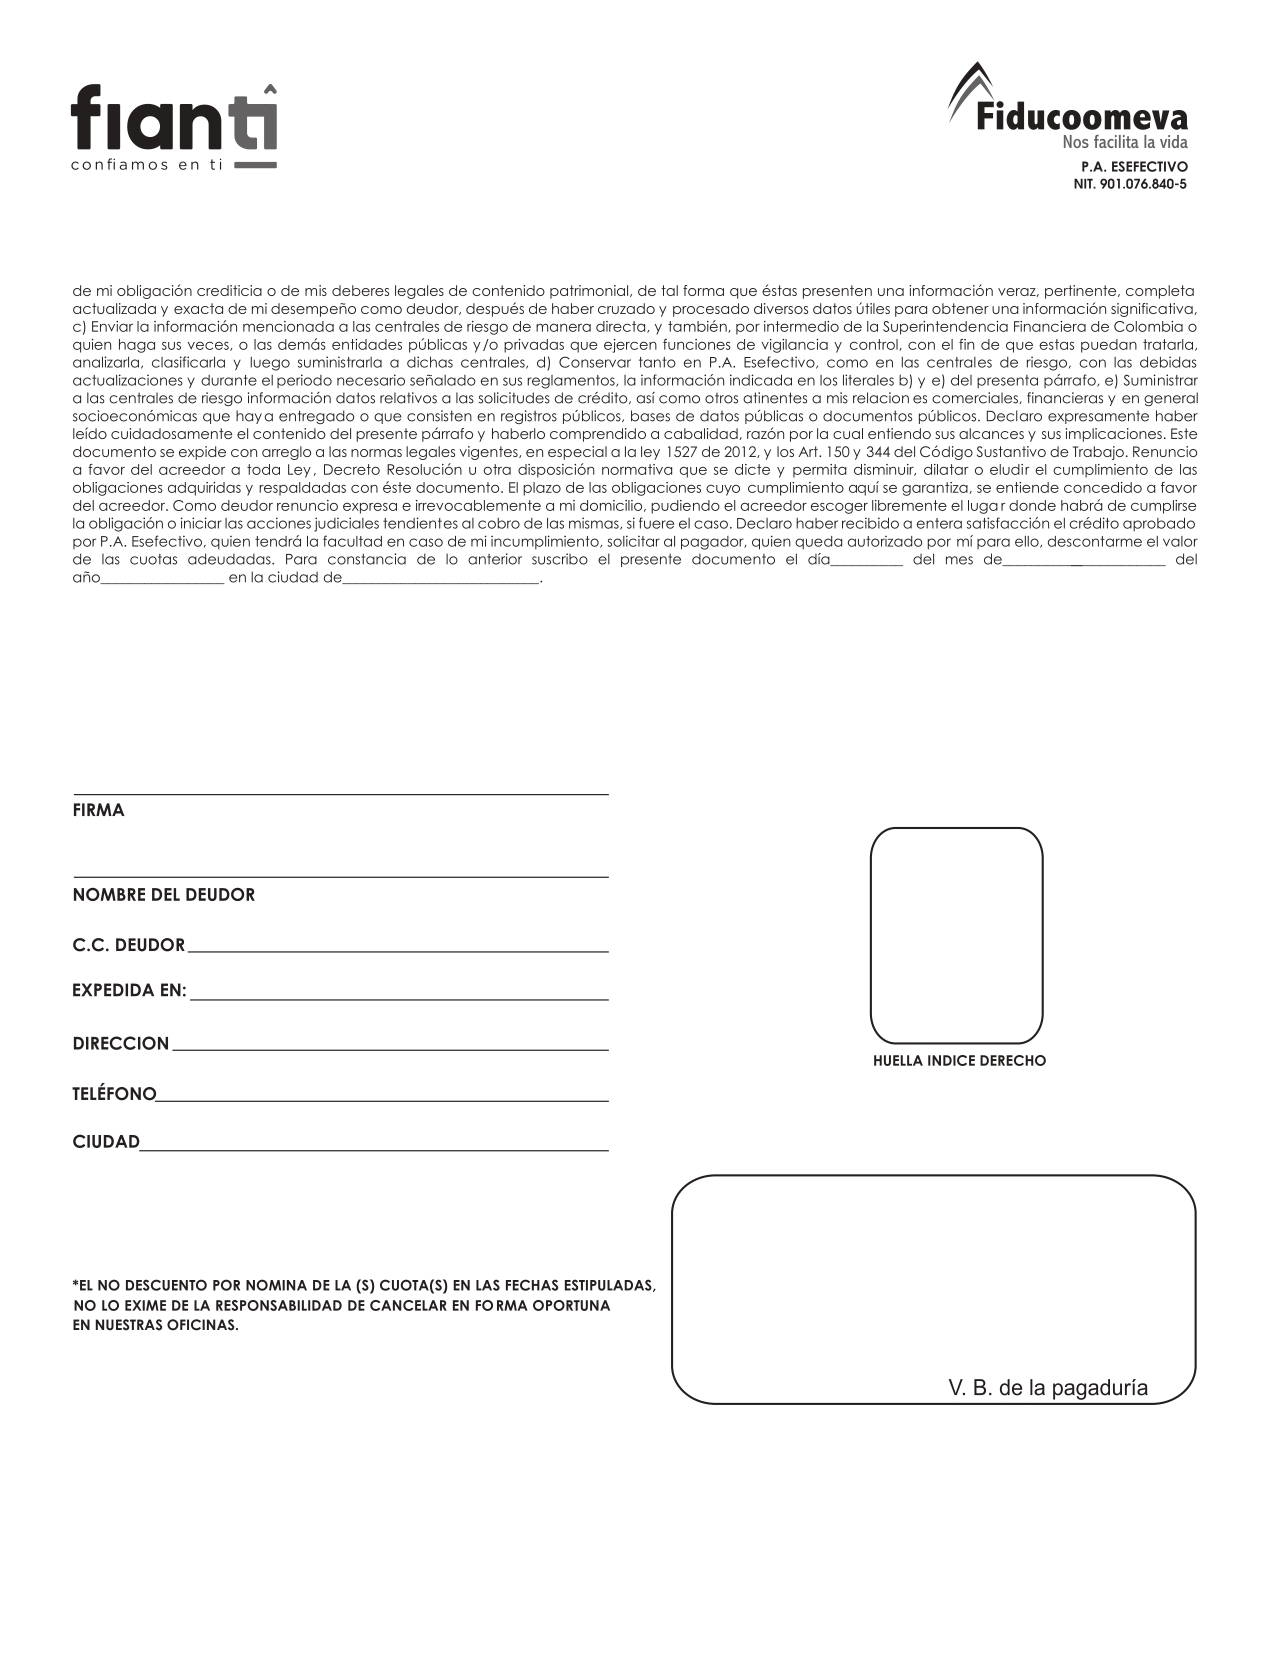 fianti
confiamos en ti
Fiducoomeva
Nos facilita la vida
P.A. ESEFECTIVO
NIT. 901.076.840-5
de mi obligación crediticia o de mis deberes legales de contenido patrimonial, de tal forma que éstas presenten una información veraz, pertinente, completa
actualizada y exacta de mi desempeño como deudor, después de haber cruzado y procesado diversos datos útiles para obtener una información significativa,
c) Enviar la información mencionada a las centrales de riesgo de manera directa, y también, por intermedio de la Superintendencia Financiera de Colombia o
quien haga sus veces, o las demás entidades públicas y/o privadas que ejercen funciones de vigilancia y control, con el fin de que estas puedan tratarla,
analizarla, clasificarla y luego suministrarla a dichas centrales, d) Conservar tanto en P.A. Esefectivo, como en las centrales de riesgo, con las debidas
actualizaciones y durante el periodo necesario señalado en sus reglamentos, la información indicada en los literales b) y e) del presenta párrafo, e) Suministrar
a las centrales de riesgo información datos relativos a las solicitudes de crédito, así como otros atinentes a mis relaciones comerciales, financieras y en general
socioeconómicas que haya entregado o que consisten en registros públicos, bases de datos públicas o documentos públicos. Declaro expresamente haber
leído cuidadosamente el contenido del presente párrafo y haberlo comprendido a cabalidad, razón por la cual entiendo sus alcances y sus implicaciones. Este
documento se expide con arreglo a las normas legales vigentes, en especial a la ley 1527 de 2012, y los Art. 150 y 344 del Código Sustantivo de Trabajo. Renuncio
a favor del acreedor a toda Ley, Decreto Resolución u otra disposición normativa que se dicte y permita disminuir, dilatar o eludir el cumplimiento de las
obligaciones adquiridas y respaldadas con éste documento. El plazo de las obligaciones cuyo cumplimiento aquí se garantiza, se entiende concedido a favor
del acreedor. Como deudor renuncio expresa e irrevocablemente a mi domicilio, pudiendo el acreedor escoger libremente el lugar donde habrá de cumplirse
la obligación o iniciar las acciones judiciales tendientes al cobro de las mismas, si fuere el caso. Declaro haber recibido a entera satisfacción el crédito aprobado
por P.A. Esefectivo, quien tendrá la facultad en caso de mi incumplimiento, solicitar al pagador, quien queda autorizado por mí para ello, descontarme el valor
de las cuotas adeudadas. Para constancia de lo anterior suscribo el presente documento el día__________ del mes de______________________ del
año_________________ en la ciudad de___________________________.
FIRMA
NOMBRE DEL DEUDOR
C.C. DEUDOR
EXPEDIDA EN:
DIRECCION
TELÉFONO
CIUDAD
HUELLA INDICE DERECHO
*EL NO DESCUENTO POR NOMINA DE LA (S) CUOTA(S) EN LAS FECHAS ESTIPULADAS,
NO LO EXIME DE LA RESPONSABILIDAD DE CANCELAR EN FORMA OPORTUNA
EN NUESTRAS OFICINAS.
V. B. de la pagaduría